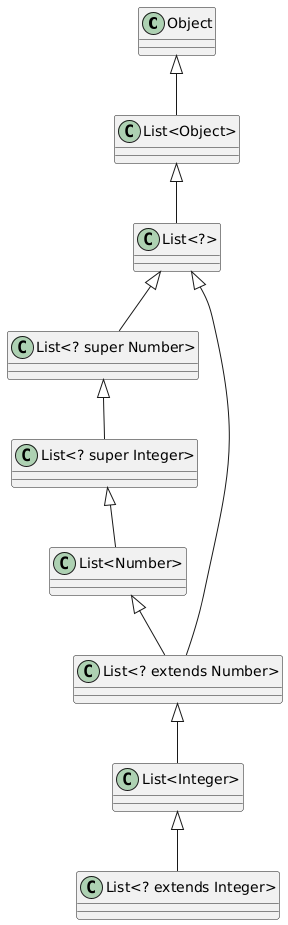 C Object
C List<Object>
C List<?>
C List<? super Number>
C List<? super Integer>
C List<Number>
C List<? extends Number>
C List<Integer>
C List<? extends Integer>